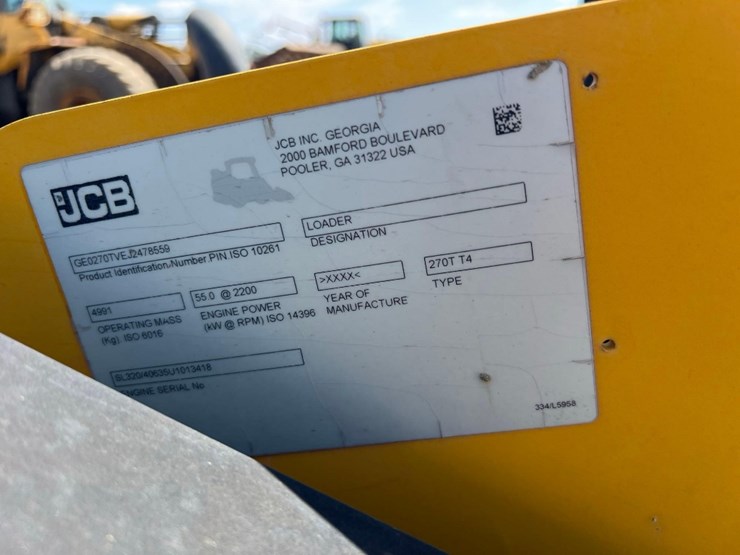 JCB
JCB INC. GEORGIA
2000 BAMFORD BOULEVARD
POOLER, GA 31322 USA
GE0270TVEJ2478559
Product Identification Number PIN ISO 10261
LOADER
DESIGNATION
4991
OPERATING MASS
(Kg) ISO 6016
55.0 @ 2200
ENGINE POWER
(kW @ RPM) ISO 14396
>XXXX<
YEAR OF
MANUFACTURE
270T T4
TYPE
SL320/40635U1013418
ENGINE SERIAL No
334/L5958